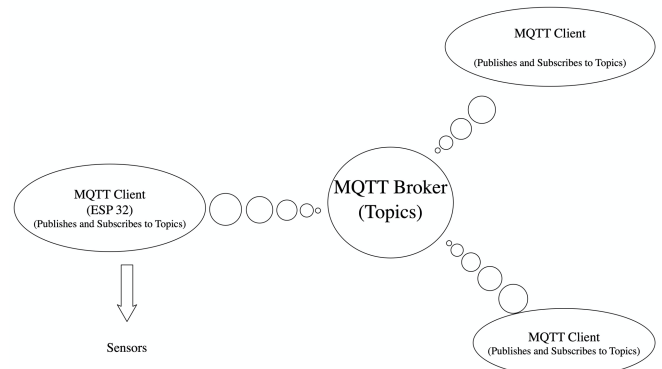 MQTT Client
(Publishes and Subscribes to Topics)
MQTT Broker
(Topics)
MQTT Client
(ESP 32)
(Publishes and Subscribes to Topics)
Sensors
MQTT Client
(Publishes and Subscribes to Topics)